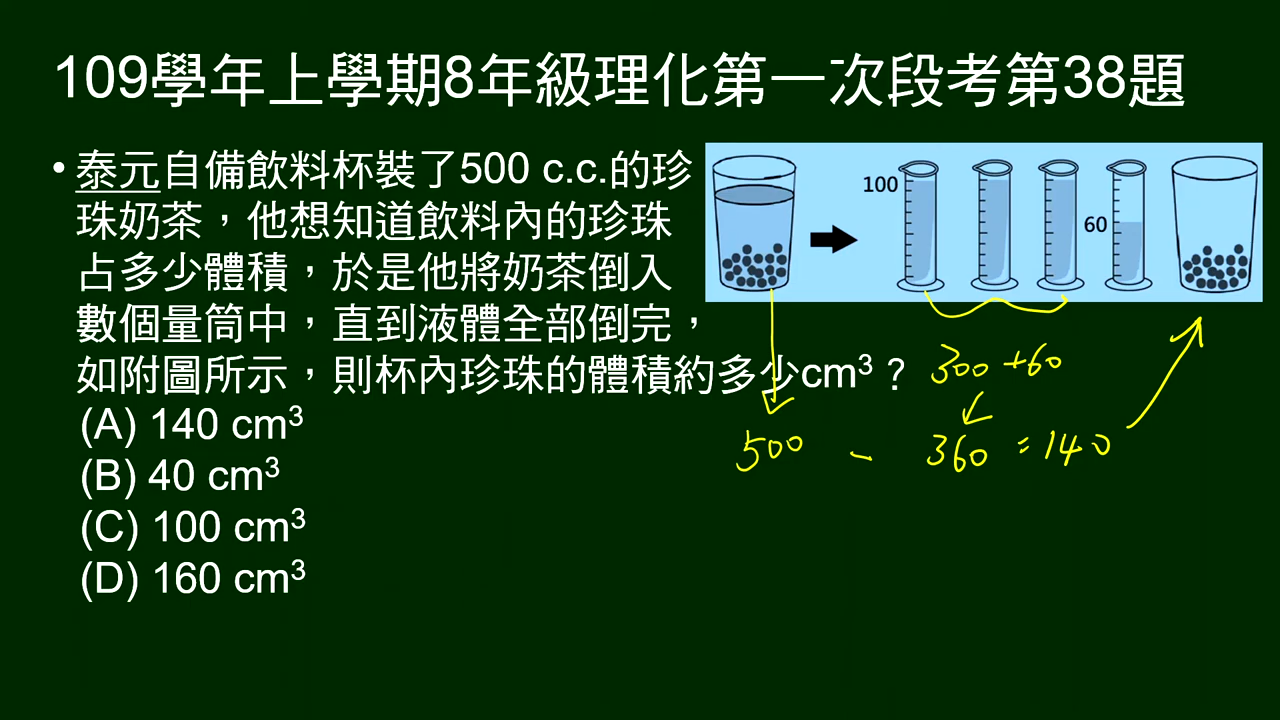 109學年上學期8年級理化第一次段考第38題
• 泰元自備飲料杯裝了500 c.c.的珍
珠奶茶，他想知道飲料內的珍珠
占多少體積，於是他將奶茶倒入
數個量筒中，直到液體全部倒完，
如附圖所示，則杯內珍珠的體積約多少cm³？
(A) 140 cm³
(B) 40 cm³
(C) 100 cm³
(D) 160 cm³
100
60
300 + 60
500 - 360 = 140